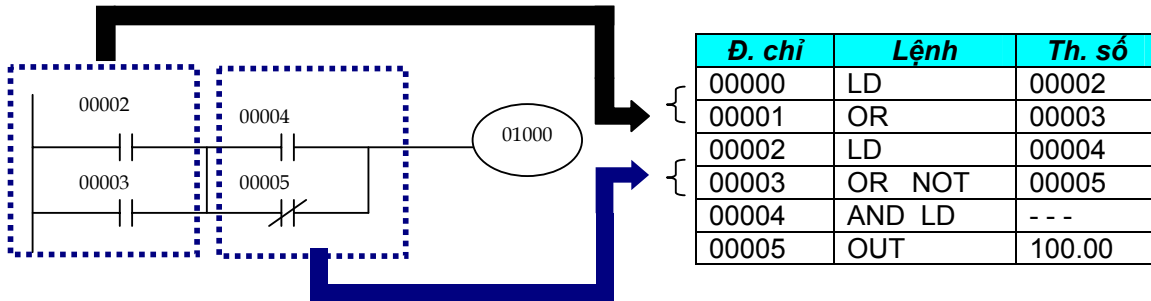 00002
00003
00004
00005
01000
Đ. chỉ Lệnh Th. số
00000 LD 00002
00001 OR 00003
00002 LD 00004
00003 OR NOT 00005
00004 AND LD - - -
00005 OUT 100.00